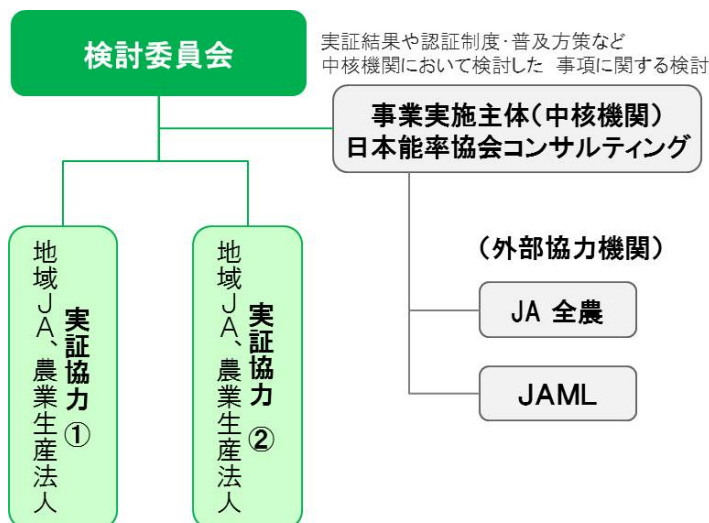 検討委員会
実証結果や認証制度・普及方策など
中核機関において検討した 事項に関する検討
事業実施主体(中核機関)
日本能率協会コンサルティング
(外部協力機関)
JA 全農
JAML
実証協力 ①
地域JA、農業生産法人
実証協力 ②
地域JA、農業生産法人